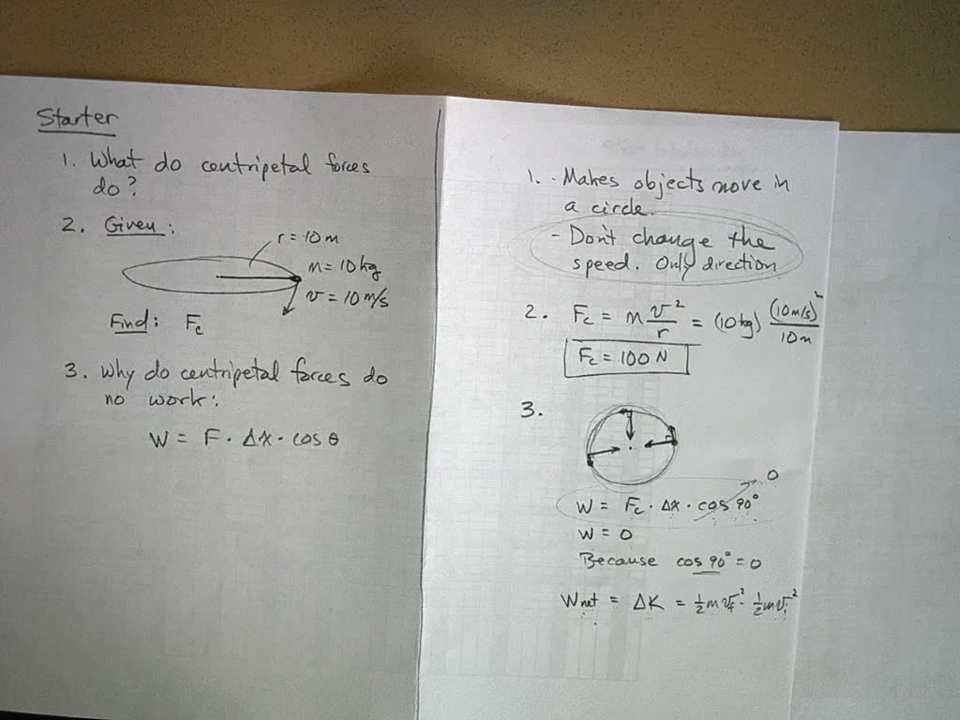 Starter
1. What do centripetal forces
do?
2. Given:
r = 10 m
m = 10 kg
v = 10 m/s
Find: Fc
3. Why do centripetal forces do
no work:
W = F · Δx · cos θ
1. - Makes objects move in
a circle.
- Don't change the
speed. Only direction
2. Fc = m v²/r = (10 kg) (10 m/s)²/10 m
Fc = 100 N
3.
0
W = Fc · Δx · cos 90°
W = 0
Because cos 90° = 0
Wnet = ΔK = ½mvf² - ½mvi²